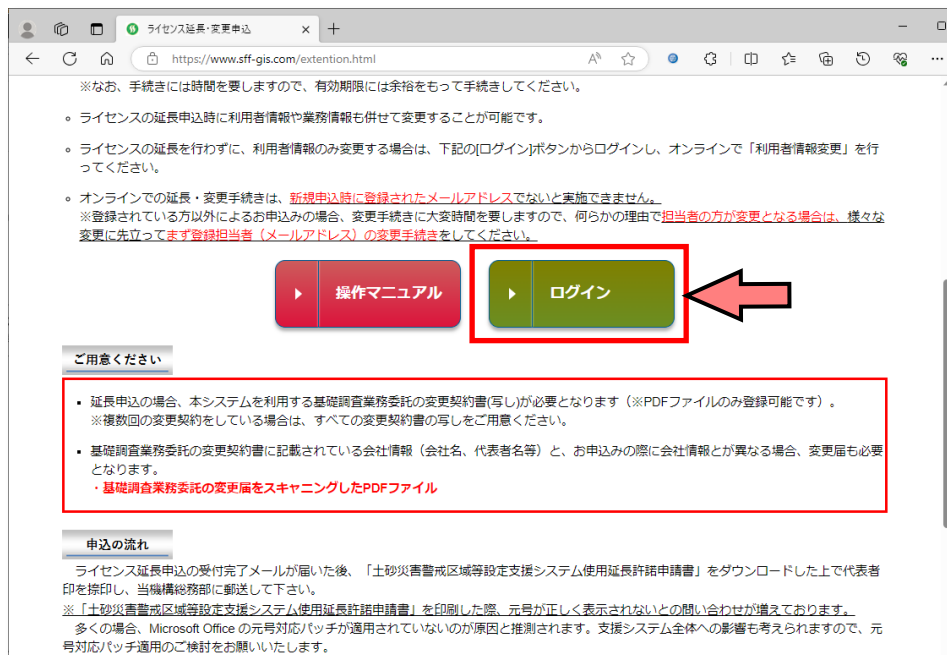 ライセンス延長・変更申込
https://www.sff-gis.com/extention.html
※なお、手続きには時間を要しますので、有効期限には余裕をもって手続きしてください。
ライセンスの延長申込時に利用者情報や業務情報も併せて変更することが可能です。
ライセンスの延長を行わずに、利用者情報のみ変更する場合は、下記の[ログイン]ボタンからログインし、オンラインで「利用者情報変更」を行
ってください。
オンラインでの延長・変更手続きは、新規申込時に登録されたメールアドレスでないと実施できません。
※登録されている方以外によるお申込みの場合、変更手続きに大変時間を要しますので、何らかの理由で担当者の方が変更となる場合は、様々な
変更に先立ってまず登録担当者（メールアドレス）の変更手続きをしてください。
操作マニュアル
ログイン
ご用意ください
延長申込の場合、本システムを利用する基礎調査業務委託の変更契約書(写し)が必要となります（※PDFファイルのみ登録可能です）。
※複数回の変更契約をしている場合は、すべての変更契約書の写しをご用意ください。
基礎調査業務委託の変更契約書に記載されている会社情報（会社名、代表者名等）と、お申込みの際に会社情報とが異なる場合、変更届も必要
となります。
・基礎調査業務委託の変更届をスキャニングしたPDFファイル
申込の流れ
ライセンス延長申込の受付完了メールが届いた後、「土砂災害警戒区域等設定支援システム使用延長許諾申請書」をダウンロードした上で代表者
印を捺印し、当機構総務部に郵送して下さい。
※「土砂災害警戒区域等設定支援システム使用延長許諾申請書」を印刷した際、元号が正しく表示されないとの問い合わせが増えております。
多くの場合、Microsoft Office の元号対応パッチが適用されていないのが原因と推測されます。支援システム全体への影響も考えられますので、元
号対応パッチ適用のご検討をお願いいたします。